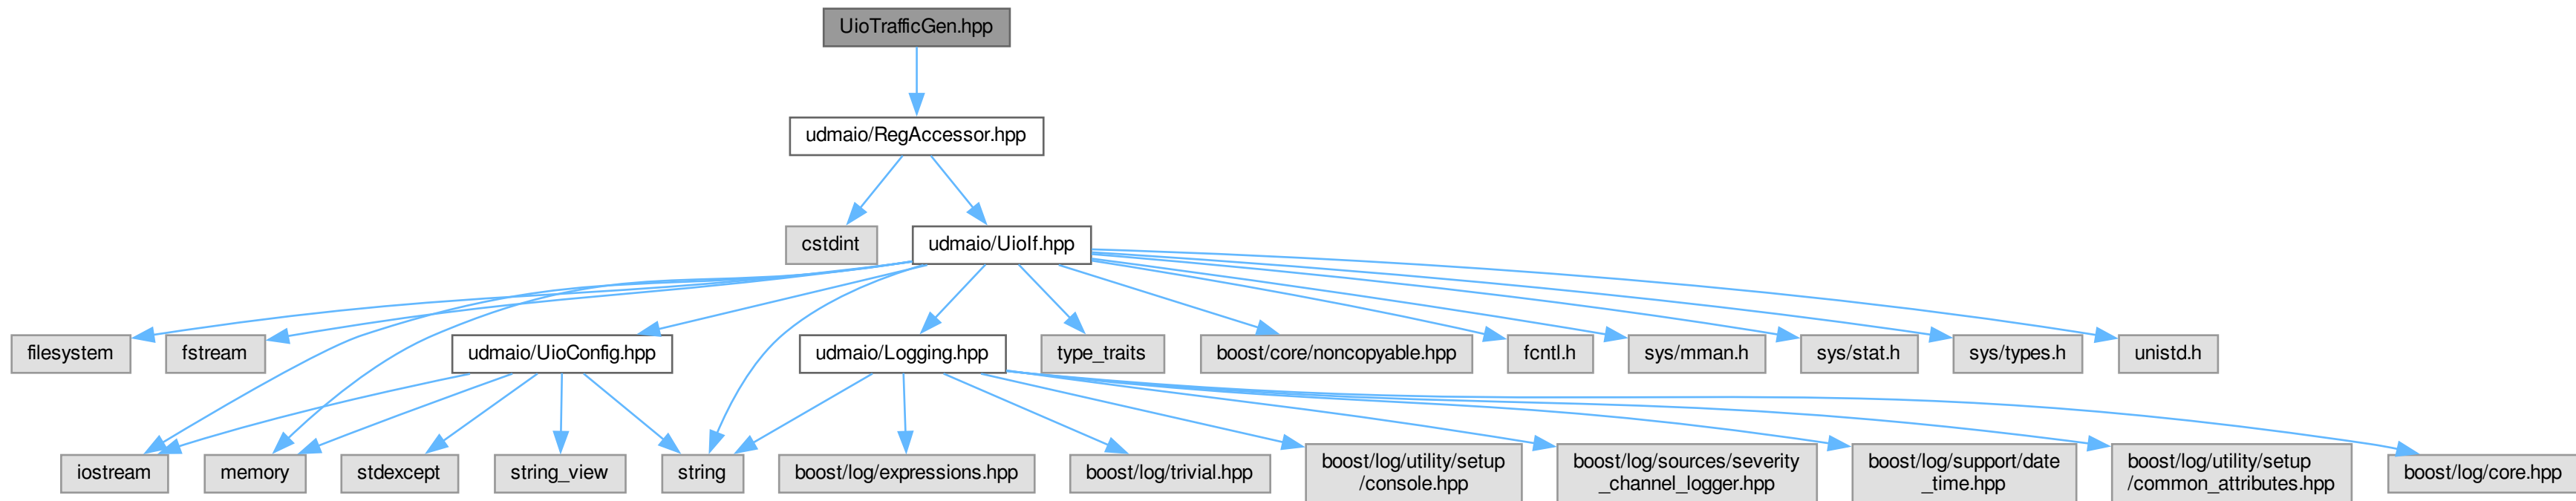 UioTrafficGen.hpp
udmaio/RegAccessor.hpp
cstdint
udmaio/UioIf.hpp
filesystem
fstream
udmaio/UioConfig.hpp
udmaio/Logging.hpp
type_traits
boost/core/noncopyable.hpp
fcntl.h
sys/mman.h
sys/stat.h
sys/types.h
unistd.h
iostream
memory
stdexcept
string_view
string
boost/log/expressions.hpp
boost/log/trivial.hpp
boost/log/utility/setup
/console.hpp
boost/log/sources/severity
_channel_logger.hpp
boost/log/support/date
_time.hpp
boost/log/utility/setup
/common_attributes.hpp
boost/log/core.hpp